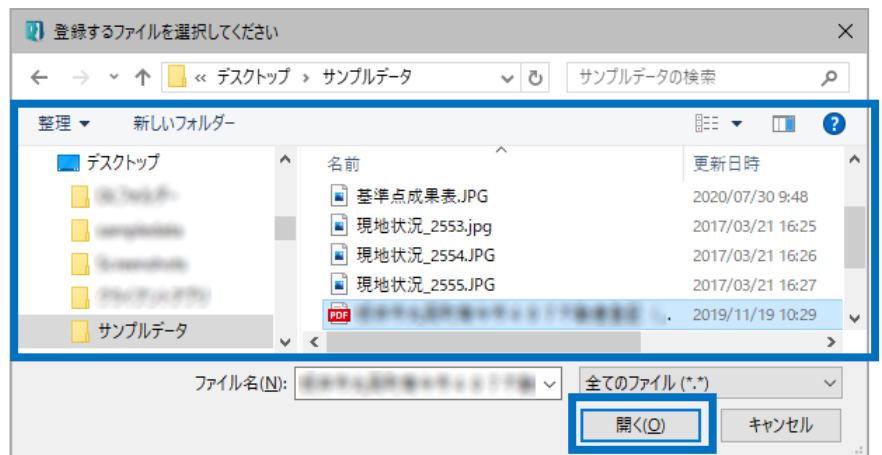 登録するファイルを選択してください
« デスクトップ › サンプルデータ
サンプルデータの検索
整理 新しいフォルダー
デスクトップ
サンプルデータ
名前 更新日時
基準点成果表.JPG 2020/07/30 9:48
現地状況_2553.jpg 2017/03/21 16:25
現地状況_2554.JPG 2017/03/21 16:26
現地状況_2555.JPG 2017/03/21 16:27
PDF 2019/11/19 10:29
ファイル名(N):
全てのファイル (*.*)
開く(O) キャンセル